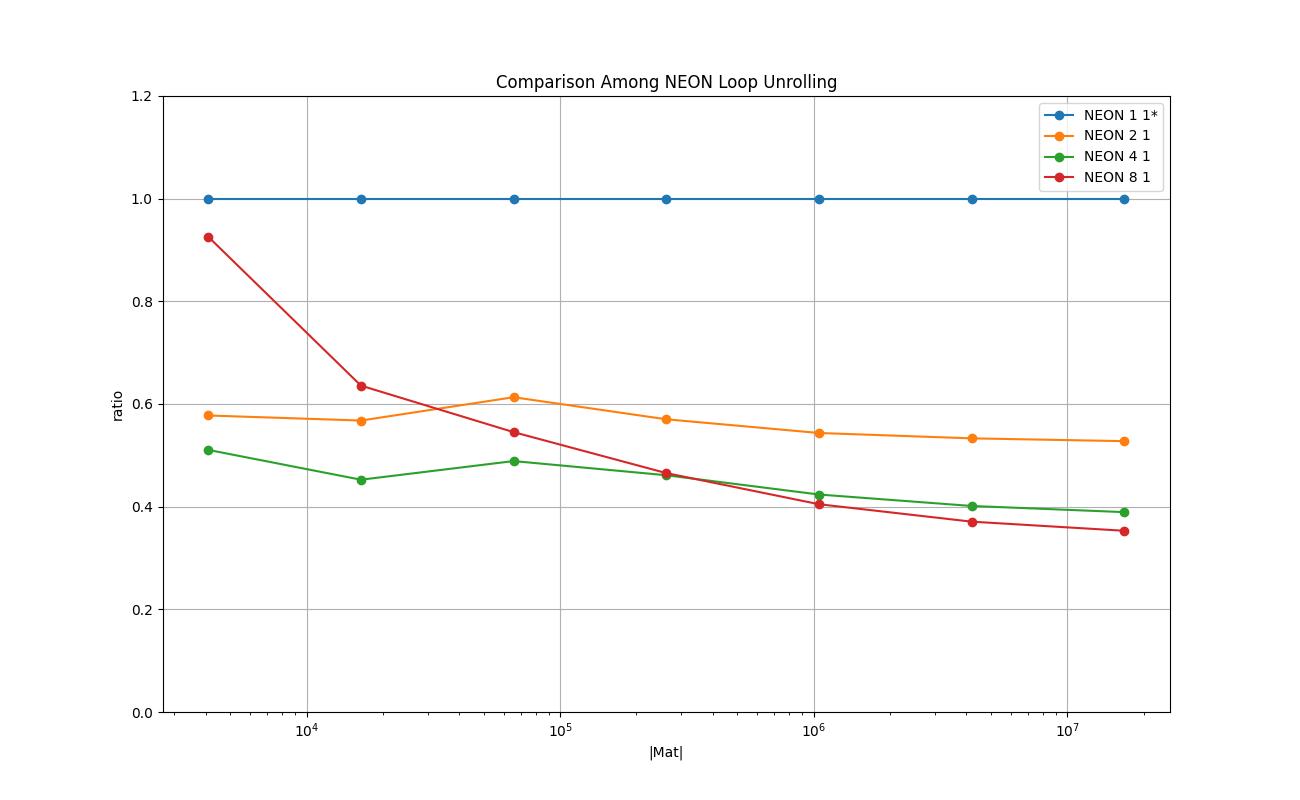 Comparison Among NEON Loop Unrolling
1.2
1.0
0.8
0.6
0.4
0.2
0.0
ratio
NEON 1 1*
NEON 2 1
NEON 4 1
NEON 8 1
10⁴ 10⁵ 10⁶ 10⁷
|Mat|